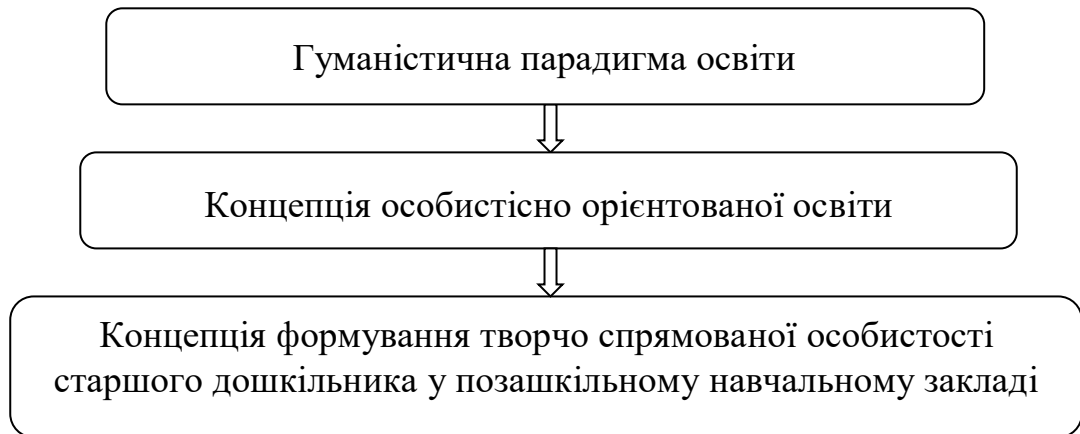 Гуманістична парадигма освіти
Концепція особистісно орієнтованої освіти
Концепція формування творчо спрямованої особистості
старшого дошкільника у позашкільному навчальному закладі